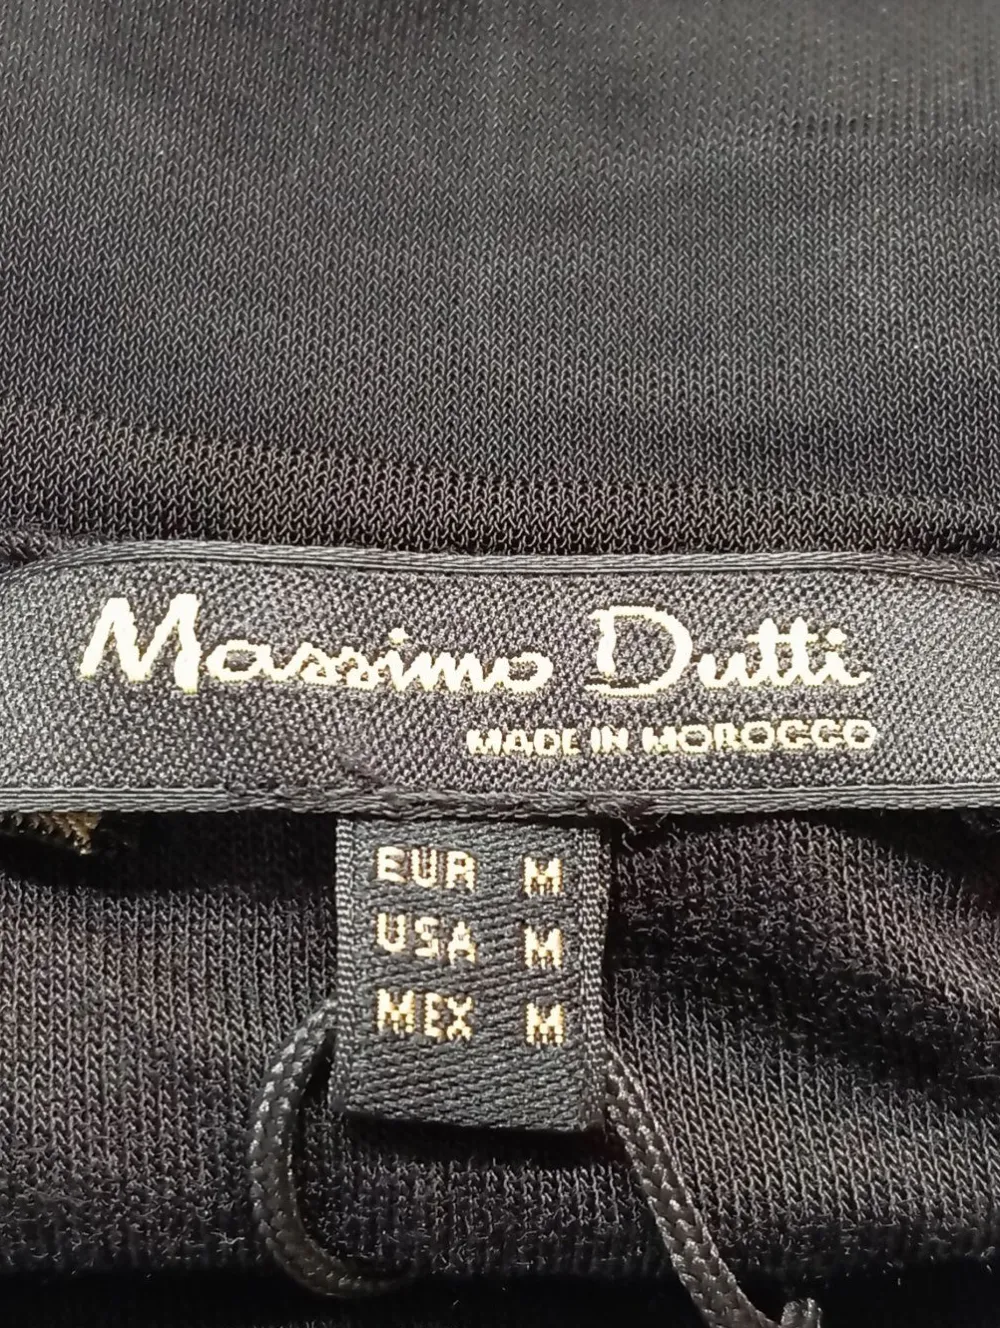 Massimo Dutti
MADE IN MOROCCO
EUR M
USA M
MEX M